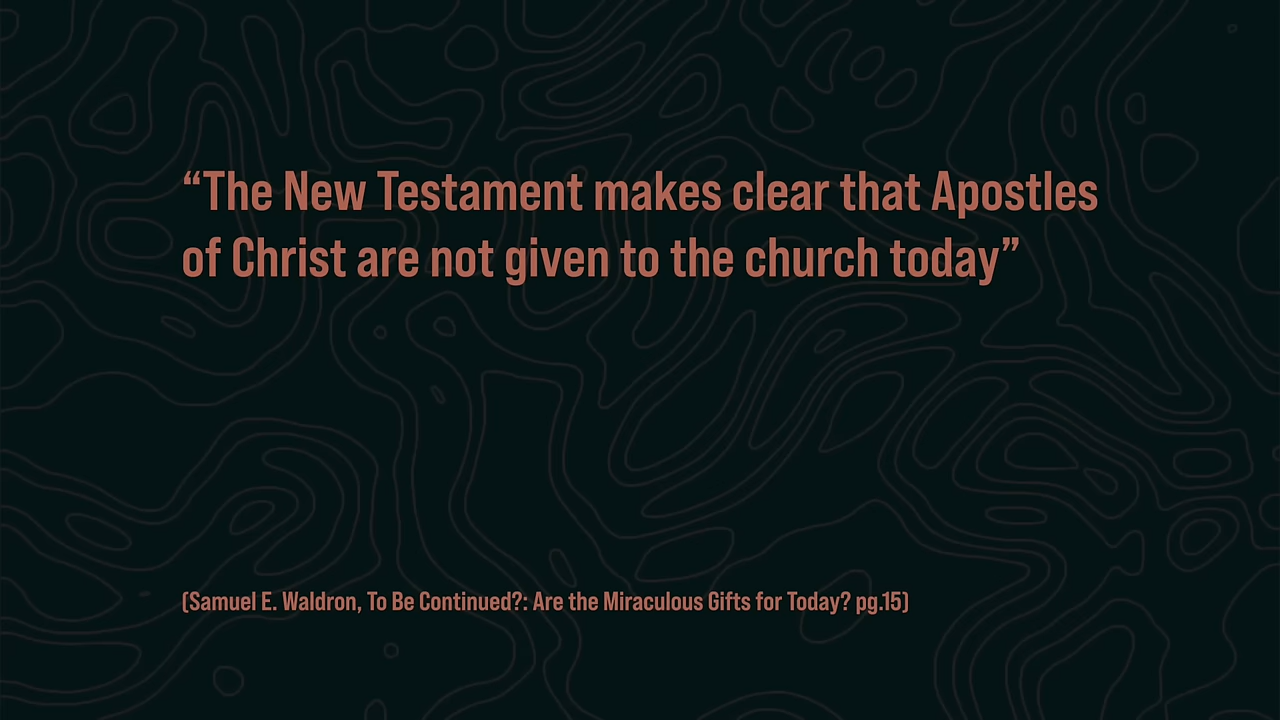 “The New Testament makes clear that Apostles
of Christ are not given to the church today”
(Samuel E. Waldron, To Be Continued?: Are the Miraculous Gifts for Today? pg.15)